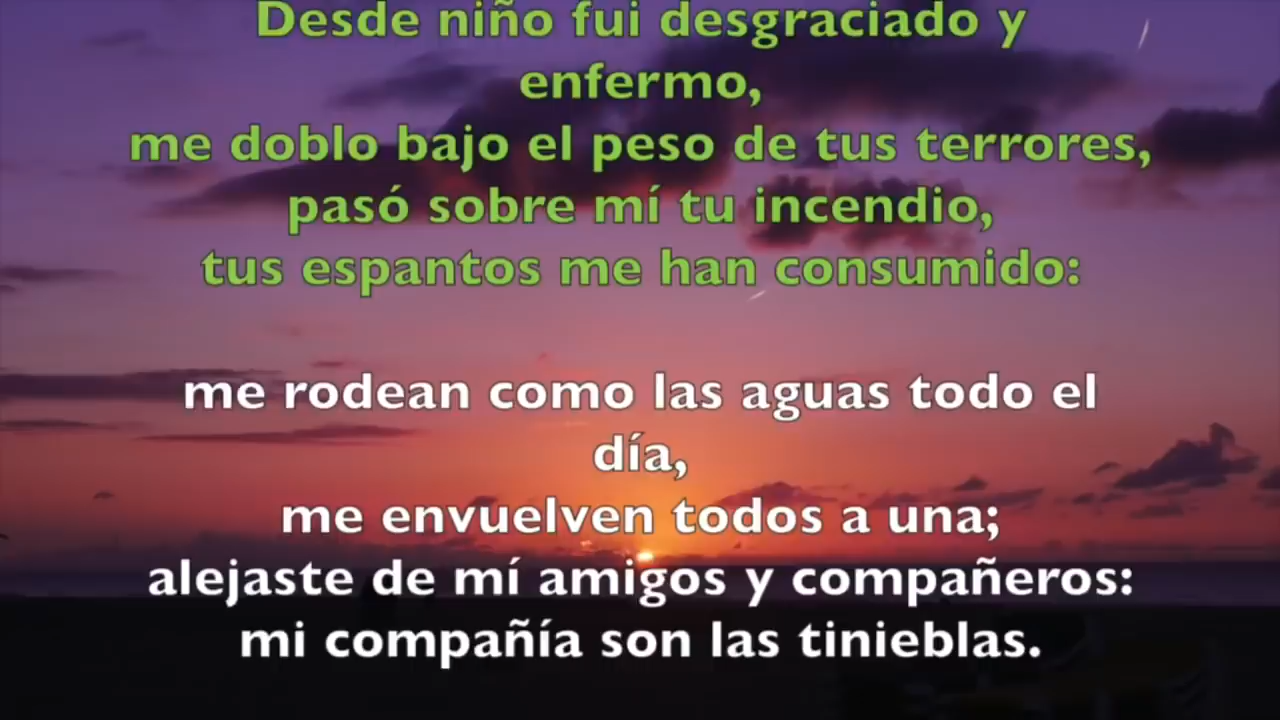 Desde niño fui desgraciado y
enfermo,
me doblo bajo el peso de tus terrores,
pasó sobre mí tu incendio,
tus espantos me han consumido:
me rodean como las aguas todo el
día,
me envuelven todos a una;
alejaste de mí amigos y compañeros:
mi compañía son las tinieblas.